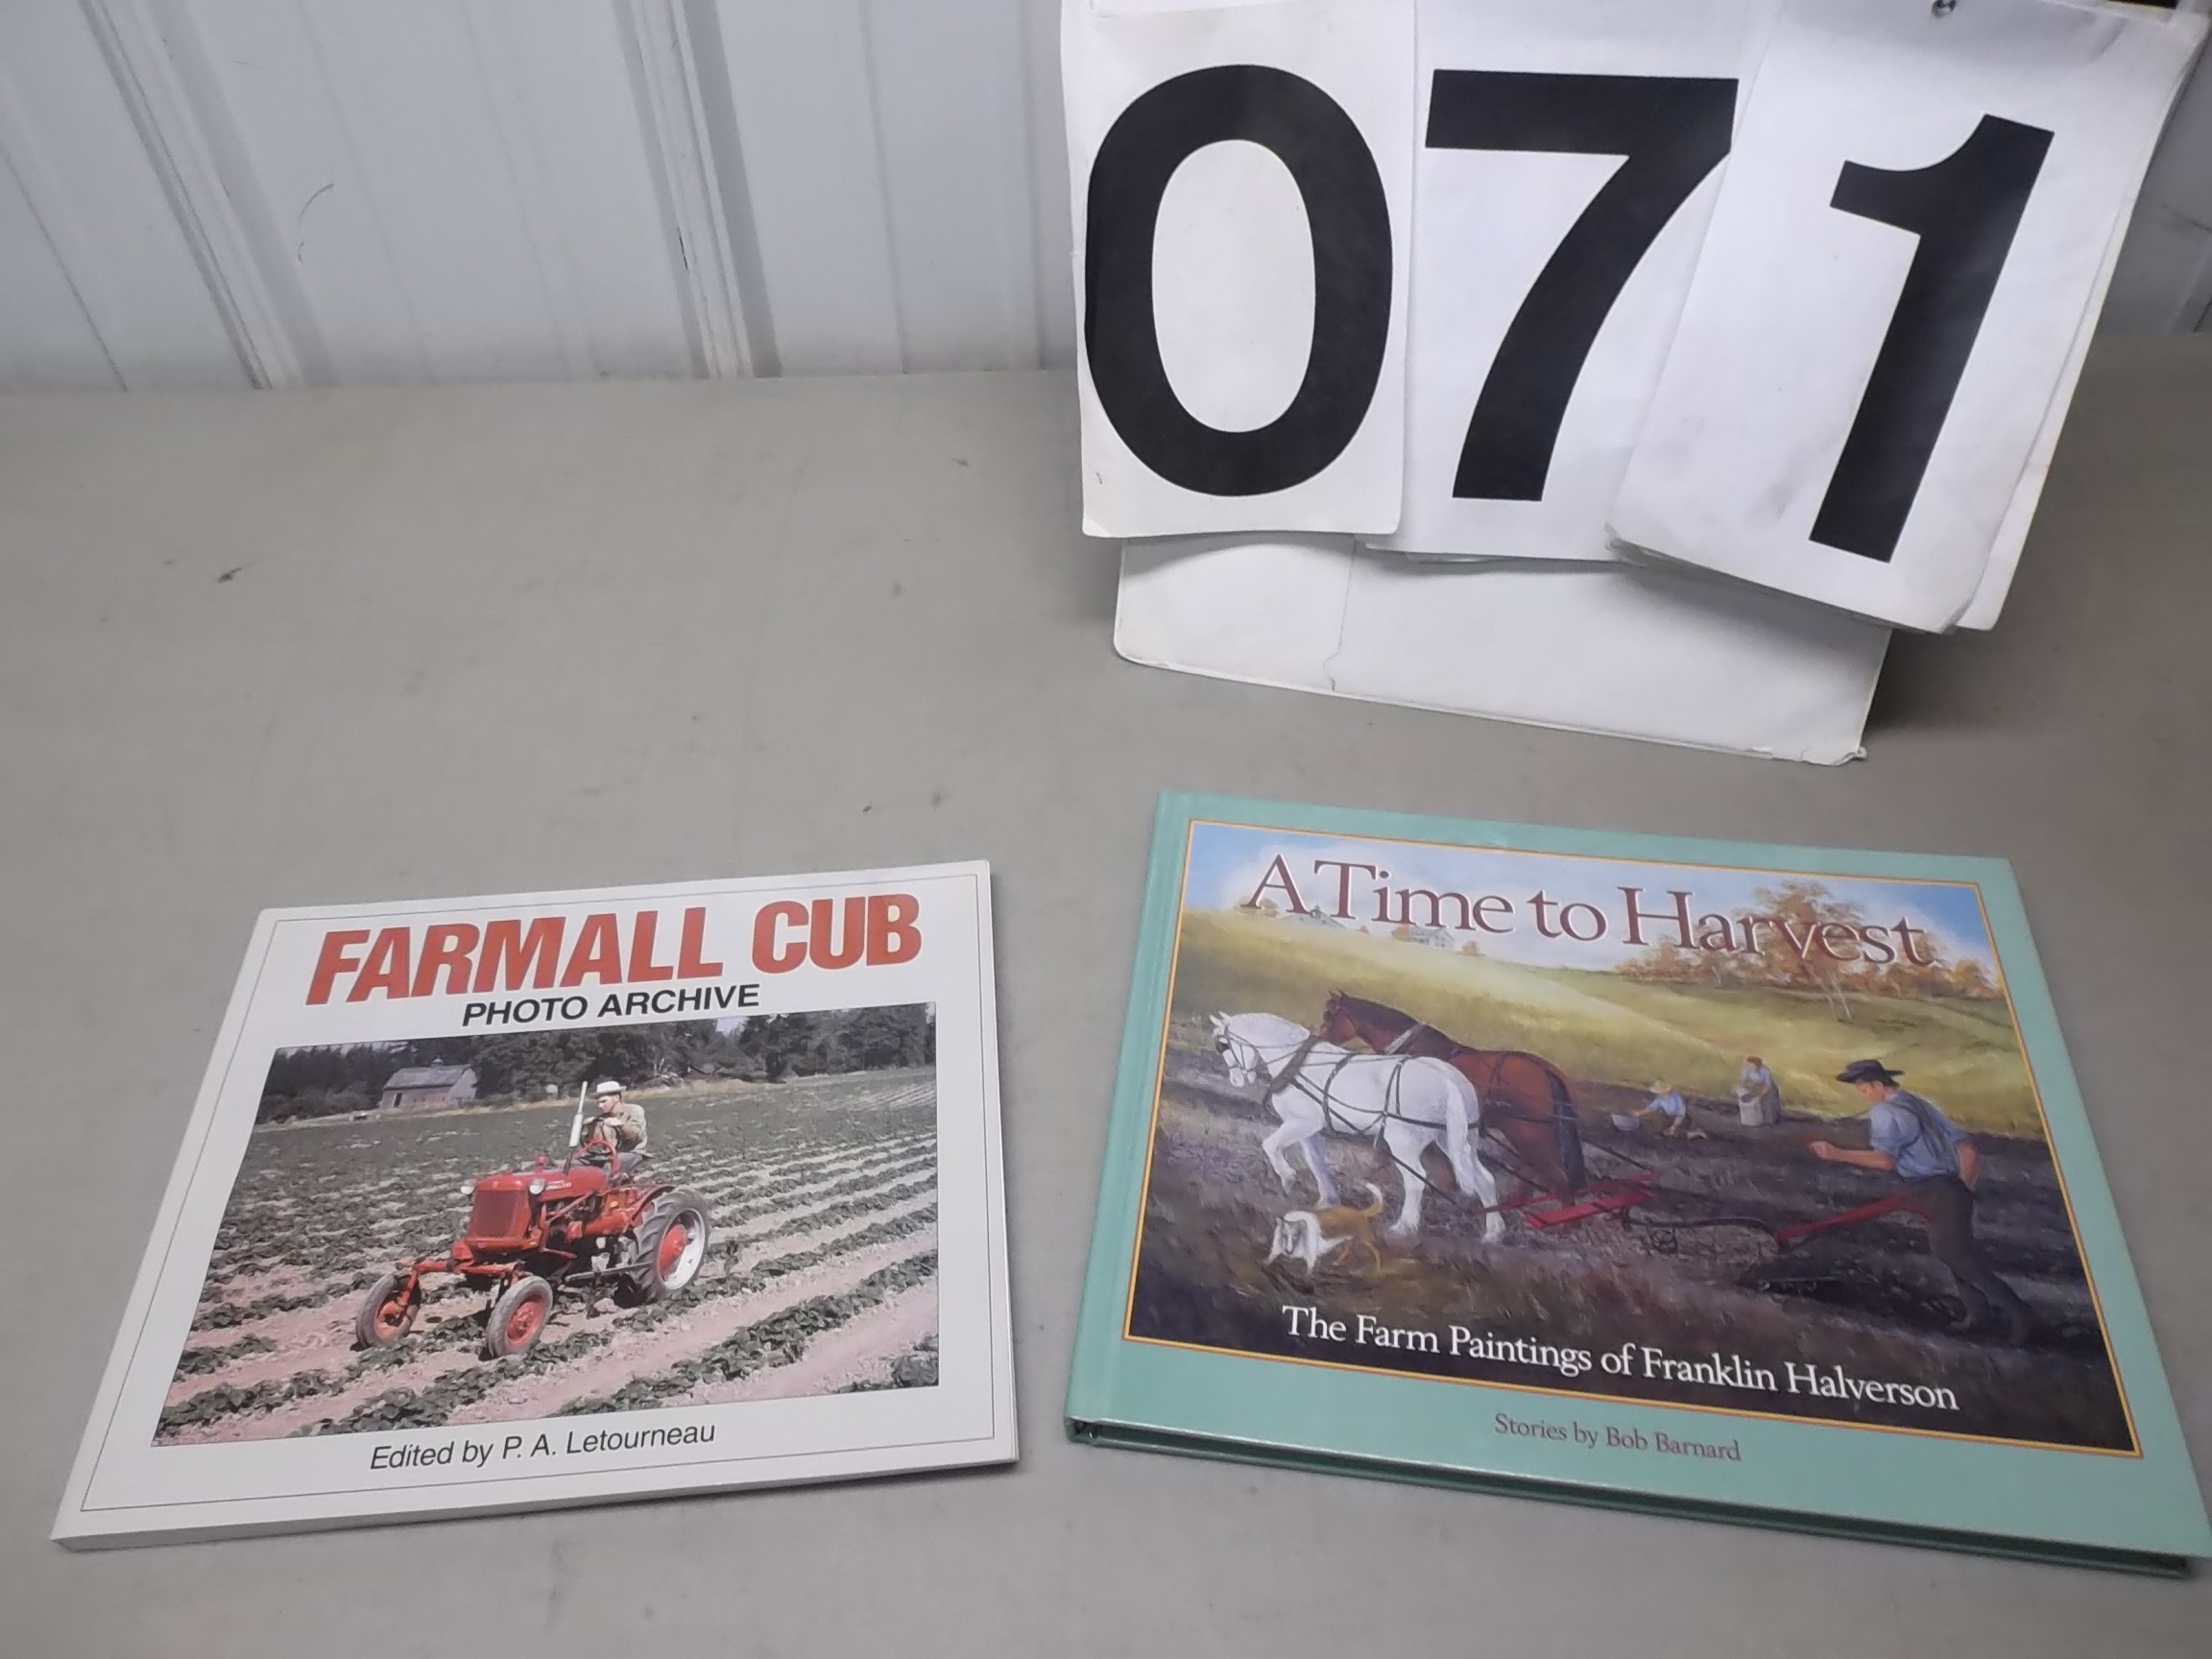 071
FARMALL CUB
PHOTO ARCHIVE
Edited by P. A. Letourneau
A Time to Harvest
The Farm Paintings of Franklin Halverson
Stories by Bob Barnard